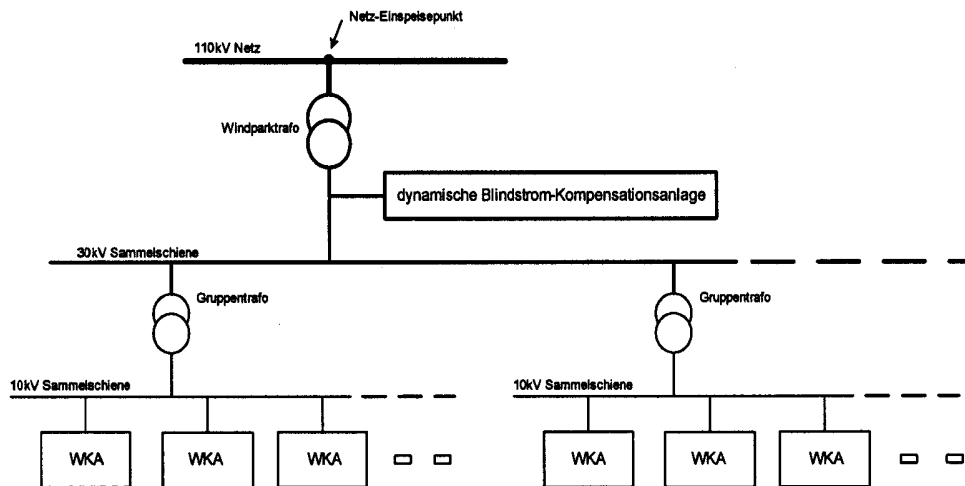 Netz-Einspeisepunkt
110kV Netz
Windparktrafo
dynamische Blindstrom-Kompensationsanlage
30kV Sammelschiene
Gruppentrafo
Gruppentrafo
10kV Sammelschiene
10kV Sammelschiene
WKA
WKA
WKA
WKA
WKA
WKA